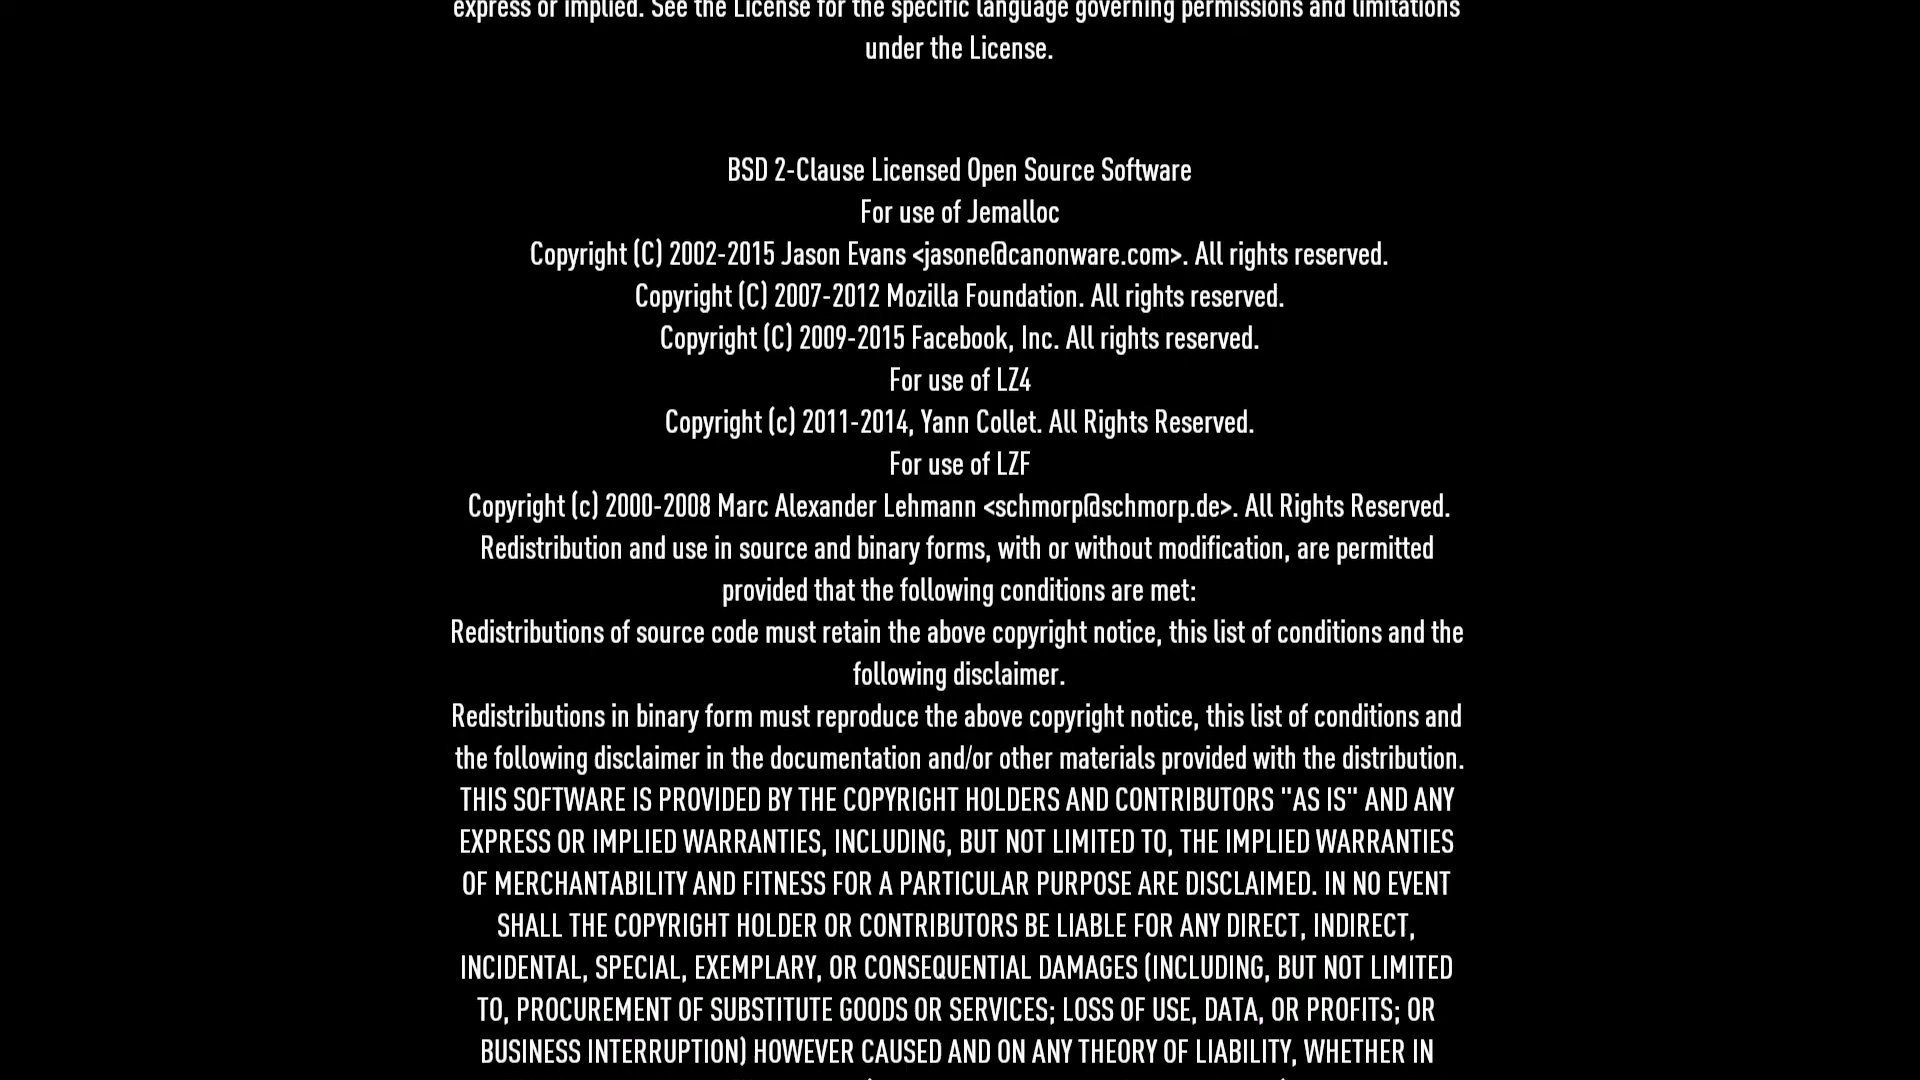 express or implied. See the License for the specific language governing permissions and limitations
under the License.
BSD 2-Clause Licensed Open Source Software
For use of Jemalloc
Copyright (C) 2002-2015 Jason Evans <jasone@canonware.com>. All rights reserved.
Copyright (C) 2007-2012 Mozilla Foundation. All rights reserved.
Copyright (C) 2009-2015 Facebook, Inc. All rights reserved.
For use of LZ4
Copyright (c) 2011-2014, Yann Collet. All Rights Reserved.
For use of LZF
Copyright (c) 2000-2008 Marc Alexander Lehmann <schmorp@schmorp.de>. All Rights Reserved.
Redistribution and use in source and binary forms, with or without modification, are permitted
provided that the following conditions are met:
Redistributions of source code must retain the above copyright notice, this list of conditions and the
following disclaimer.
Redistributions in binary form must reproduce the above copyright notice, this list of conditions and
the following disclaimer in the documentation and/or other materials provided with the distribution.
THIS SOFTWARE IS PROVIDED BY THE COPYRIGHT HOLDERS AND CONTRIBUTORS "AS IS" AND ANY
EXPRESS OR IMPLIED WARRANTIES, INCLUDING, BUT NOT LIMITED TO, THE IMPLIED WARRANTIES
OF MERCHANTABILITY AND FITNESS FOR A PARTICULAR PURPOSE ARE DISCLAIMED. IN NO EVENT
SHALL THE COPYRIGHT HOLDER OR CONTRIBUTORS BE LIABLE FOR ANY DIRECT, INDIRECT,
INCIDENTAL, SPECIAL, EXEMPLARY, OR CONSEQUENTIAL DAMAGES (INCLUDING, BUT NOT LIMITED
TO, PROCUREMENT OF SUBSTITUTE GOODS OR SERVICES; LOSS OF USE, DATA, OR PROFITS; OR
BUSINESS INTERRUPTION) HOWEVER CAUSED AND ON ANY THEORY OF LIABILITY, WHETHER IN